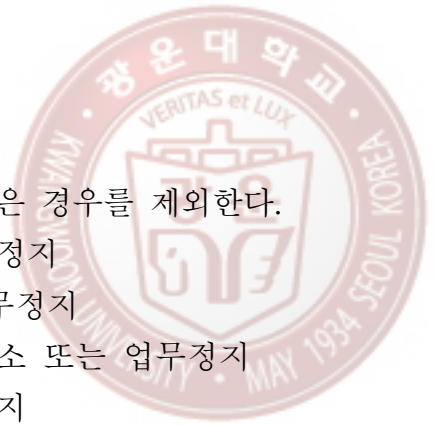 광운대학교
VERITAS et LUX
KWANGWOON UNIVERSITY • MAY 1934 SEOUL KOREA
은 경우를 제외한다.
정지
무정지
소 또는 업무정지
지